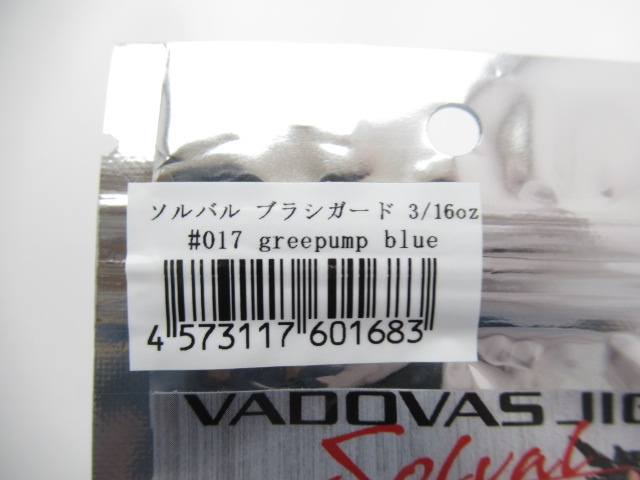 ソルバル ブラシガード 3/16oz
#017 greepump blue
4 573117 601683
VADOVAS JIG
Solval